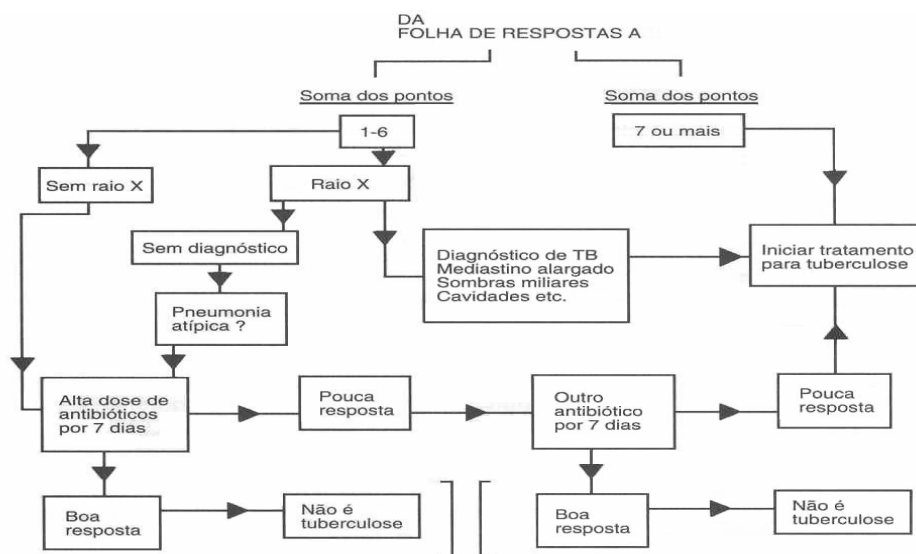 DA
FOLHA DE RESPOSTAS A
Soma dos pontos
Soma dos pontos
1-6
7 ou mais
Sem raio X
Raio X
Sem diagnóstico
Diagnóstico de TB
Mediastino alargado
Sombras miliares
Cavidades etc.
Iniciar tratamento
para tuberculose
Pneumonia
atípica ?
Alta dose de
antibióticos
por 7 dias
Pouca
resposta
Outro
antibiótico
por 7 dias
Pouca
resposta
Boa
resposta
Não é
tuberculose
Boa
resposta
Não é
tuberculose